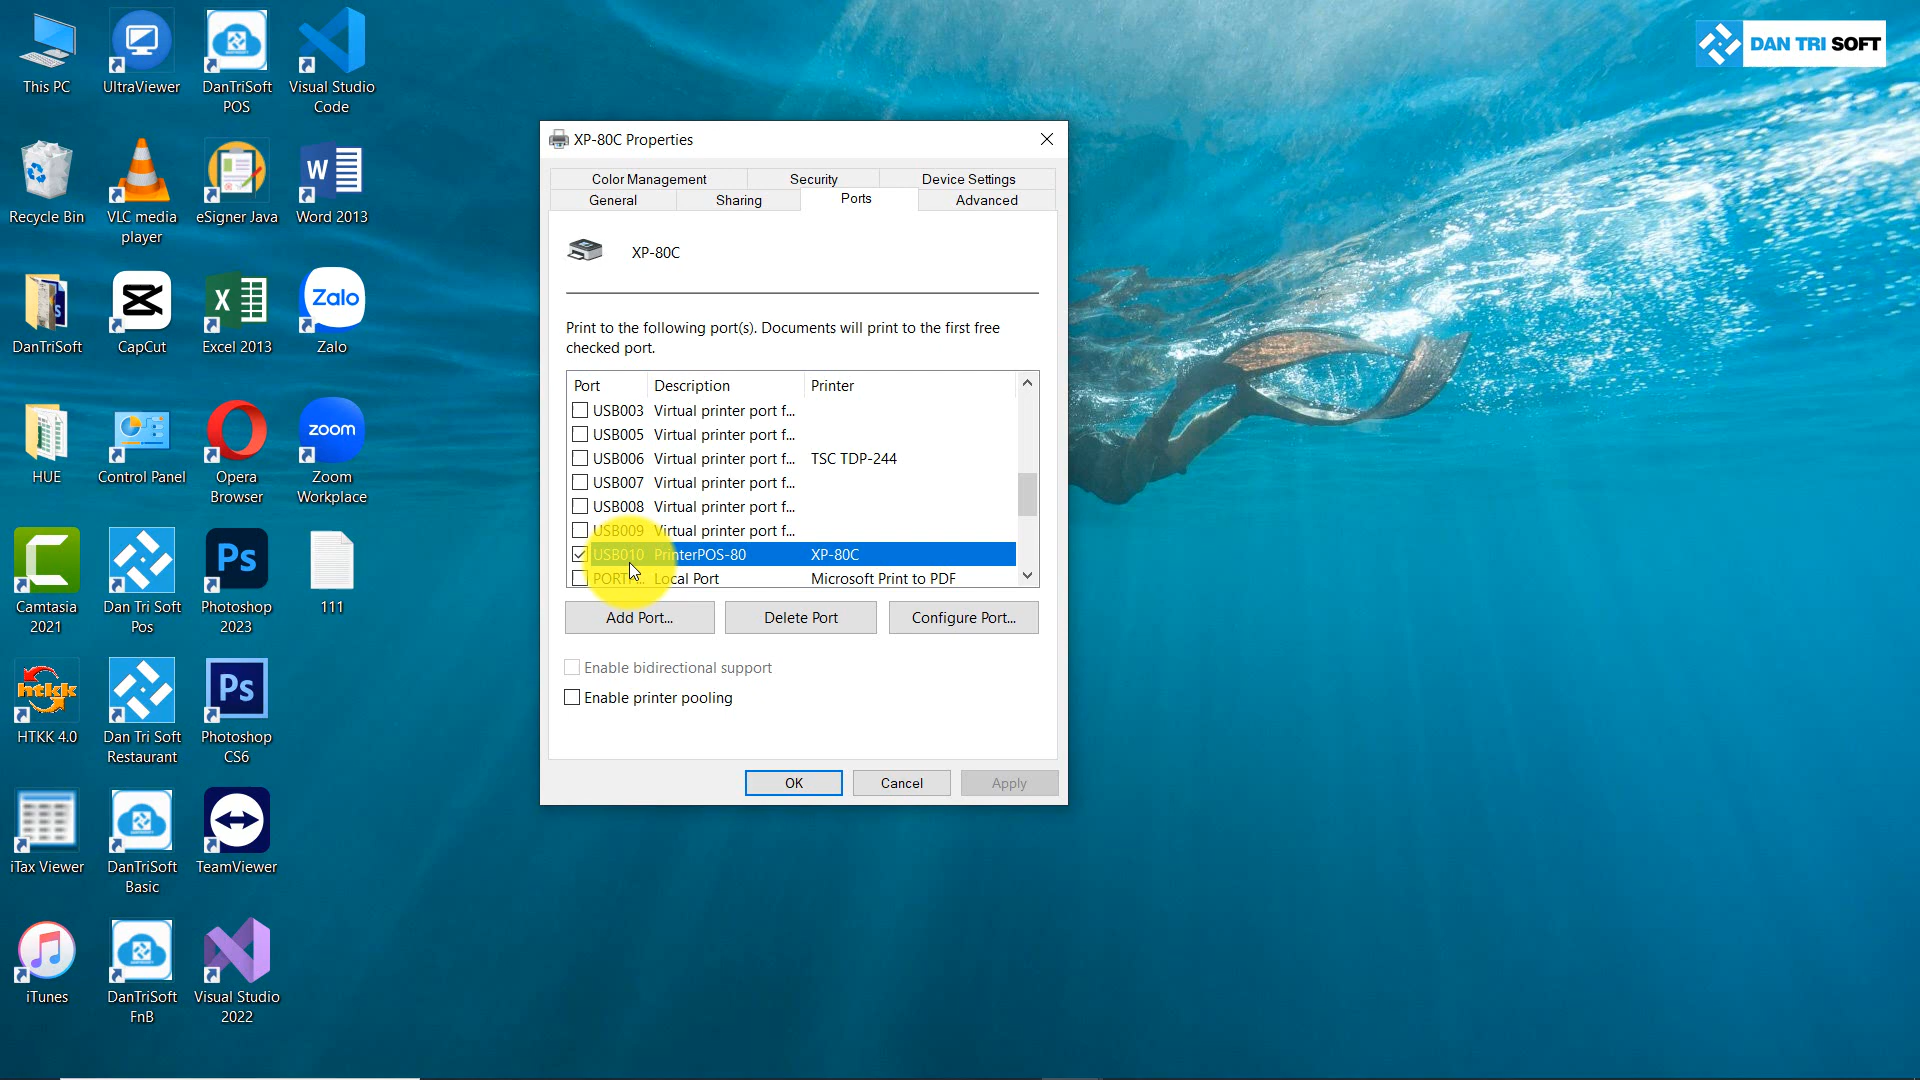 This PC
UltraViewer
DanTriSoft
POS
Visual Studio
Code
Recycle Bin
VLC media
player
eSigner Java
Word 2013
DanTriSoft
CapCut
Excel 2013
Zalo
Zalo
HUE
Control Panel
Opera
Browser
zoom
Zoom
Workplace
Camtasia
2021
Dan Tri Soft
Pos
Ps
Photoshop
2023
111
htkk
HTKK 4.0
Dan Tri Soft
Restaurant
Ps
Photoshop
CS6
iTax Viewer
DanTriSoft
Basic
TeamViewer
iTunes
DanTriSoft
FnB
Visual Studio
2022
DAN TRI SOFT
XP-80C Properties
Color Management Security Device Settings
General Sharing Ports Advanced
XP-80C
Print to the following port(s). Documents will print to the first free
checked port.
Port Description Printer
USB003 Virtual printer port f...
USB005 Virtual printer port f...
USB006 Virtual printer port f... TSC TDP-244
USB007 Virtual printer port f...
USB008 Virtual printer port f...
USB009 Virtual printer port f...
USB010 PrinterPOS-80 XP-80C
Local Port Microsoft Print to PDF
Add Port... Delete Port Configure Port...
Enable bidirectional support
Enable printer pooling
OK Cancel Apply